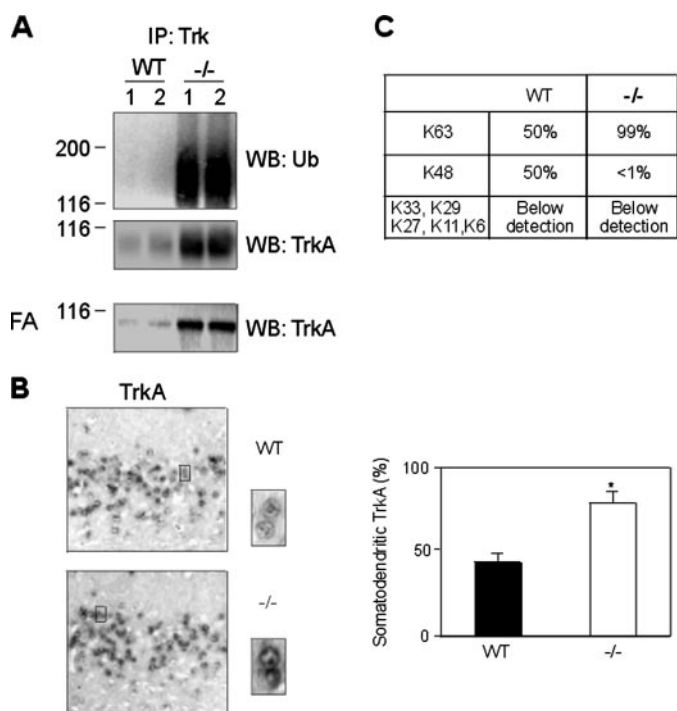 A
IP: Trk
WT -/-
1 2 1 2
200
WB: Ub
116
116
WB: TrkA
FA
116
WB: TrkA
B
TrkA
WT
-/-
Somatodendritic TrkA (%)
100
50
0
*
WT -/-
C
WT -/-
K63 50% 99%
K48 50% <1%
K33, K29 Below Below
K27, K11,K6 detection detection